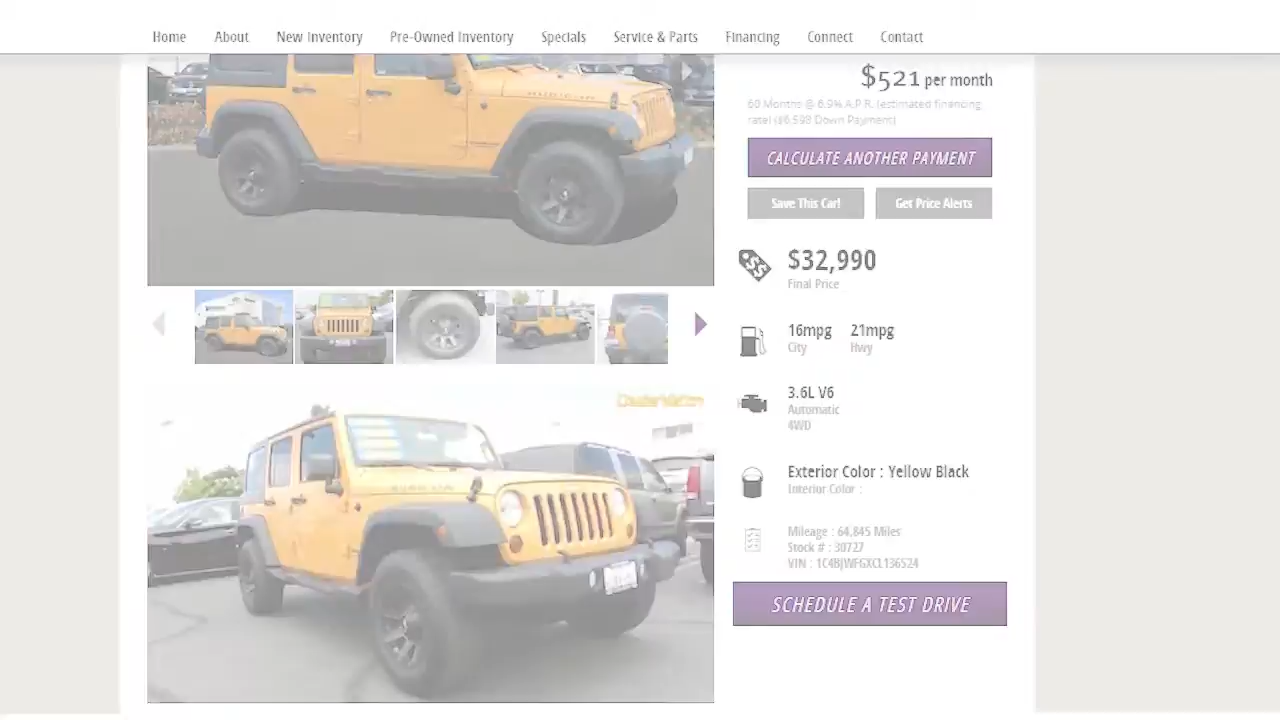 Home About New Inventory Pre-Owned Inventory Specials Service & Parts Financing Connect Contact
$521 per month
60 Months @ 6.9% A.P.R. (estimated financing
rate) ($6,598 Down Payment)
CALCULATE ANOTHER PAYMENT
Save This Car! Get Price Alerts
$32,990
Final Price
16mpg 21mpg
City Hwy
3.6L V6
Automatic
4WD
Exterior Color : Yellow Black
Interior Color :
Mileage : 64,845 Miles
Stock # : 30727
VIN : 1C4BJWFGXCL136524
SCHEDULE A TEST DRIVE